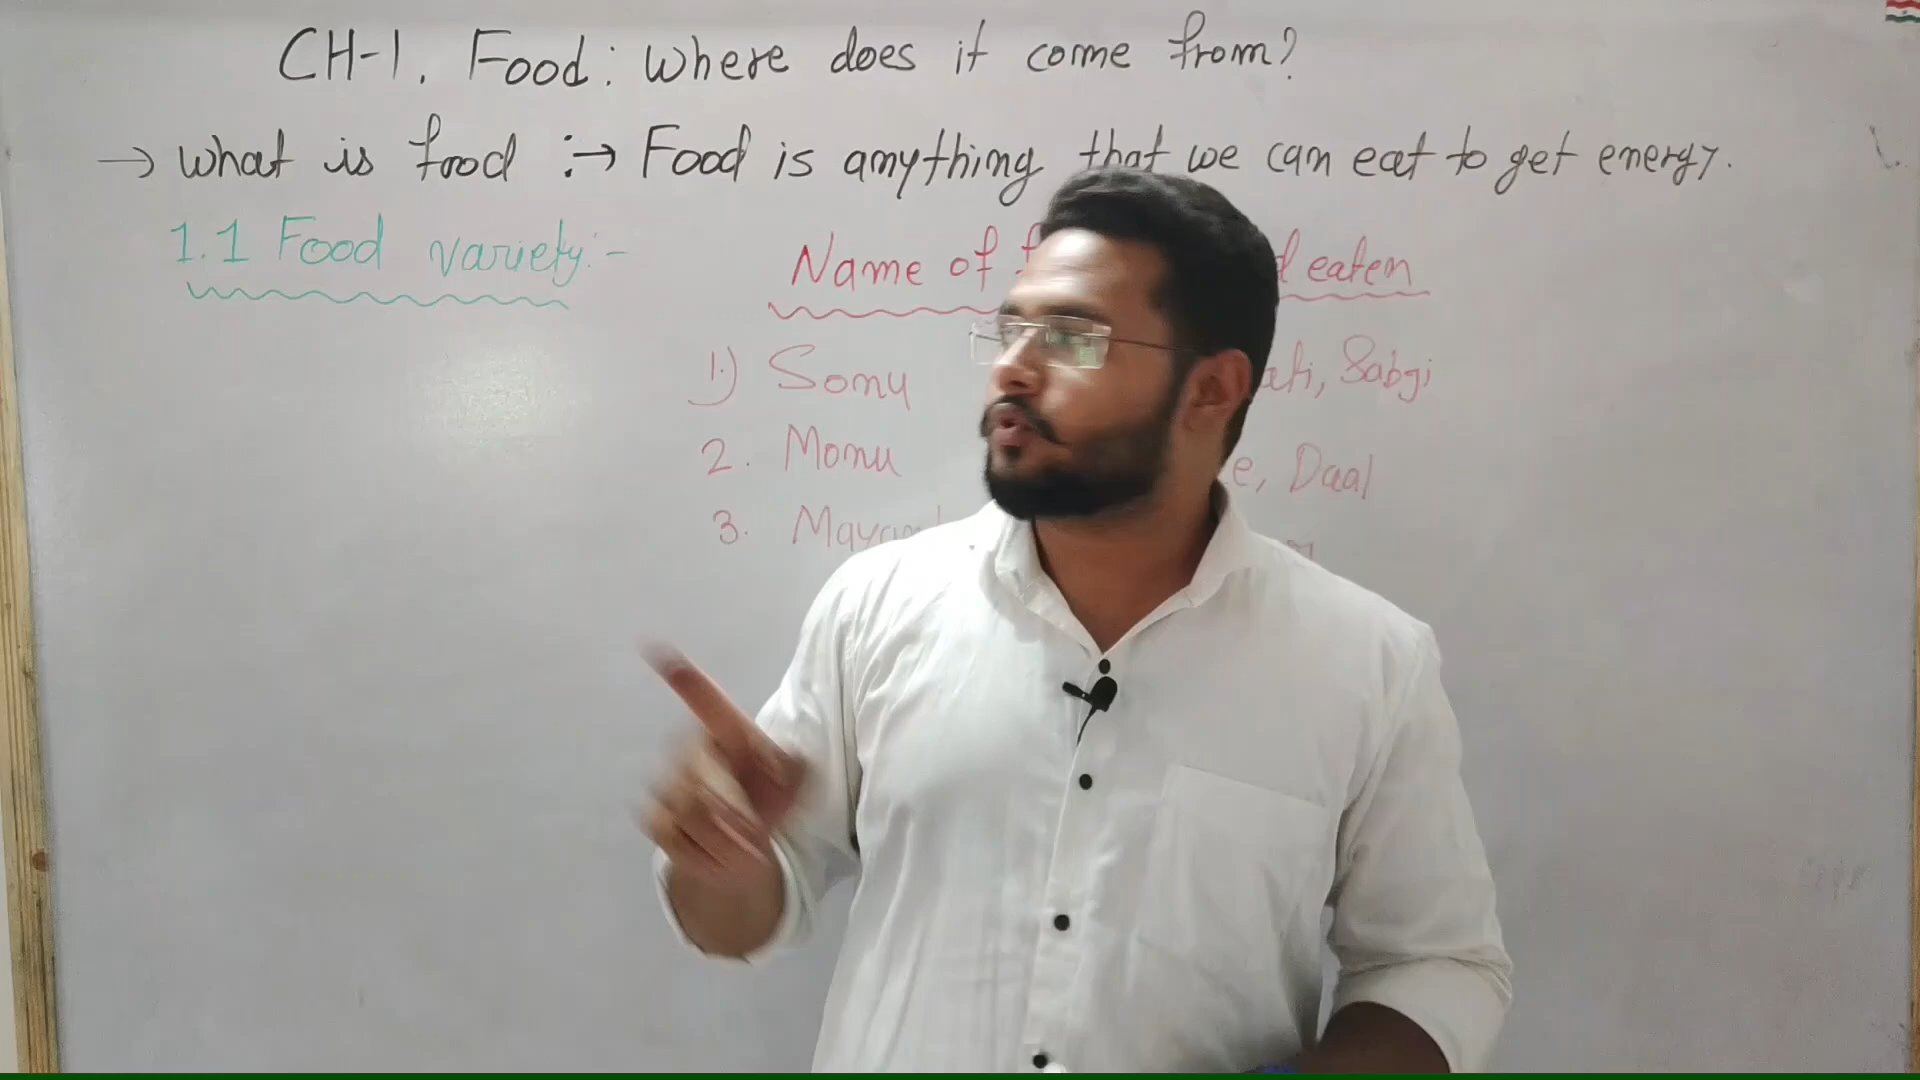 CH-1. Food: Where does it come from?
→ What is food :→ Food is anything that we can eat to get energy.
1.1 Food variety:-
Name of eaten
1) Sonu Sabgi
2. Monu Daal
3.